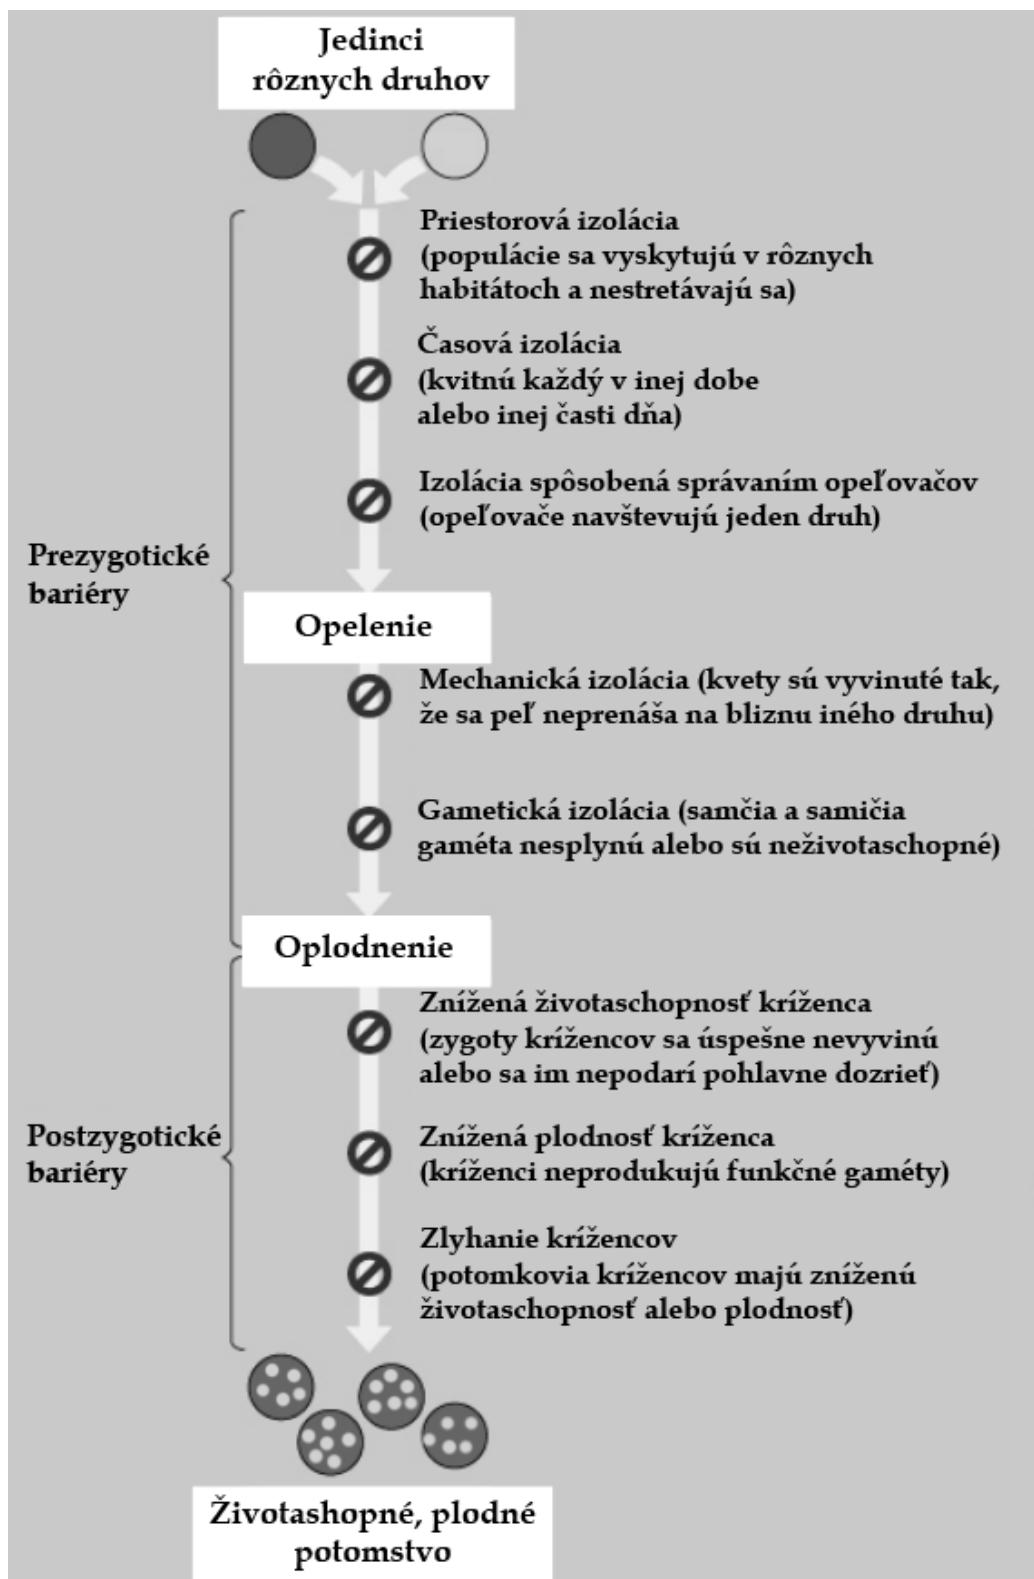 Jedinci
rôznych druhov
Priestorová izolácia
(populácie sa vyskytujú v rôznych
habitátoch a nestretávajú sa)
Časová izolácia
(kvitnú každý v inej dobe
alebo inej časti dňa)
Izolácia spôsobená správaním opeľovačov
(opeľovače navštevujú jeden druh)
Prezygotické
bariéry
Opelenie
Mechanická izolácia (kvety sú vyvinuté tak,
že sa peľ neprenáša na bliznu iného druhu)
Gametická izolácia (samčia a samičia
gaméta nesplynú alebo sú neživotaschopné)
Oplodnenie
Znížená životaschopnosť kríženca
(zygoty krížencov sa úspešne nevyvinú
alebo sa im nepodarí pohlavne dozrieť)
Postzygotické
bariéry
Znížená plodnosť kríženca
(kríženci neprodukujú funkčné gaméty)
Zlyhanie krížencov
(potomkovia krížencov majú zníženú
životaschopnosť alebo plodnosť)
Životashopné, plodné
potomstvo